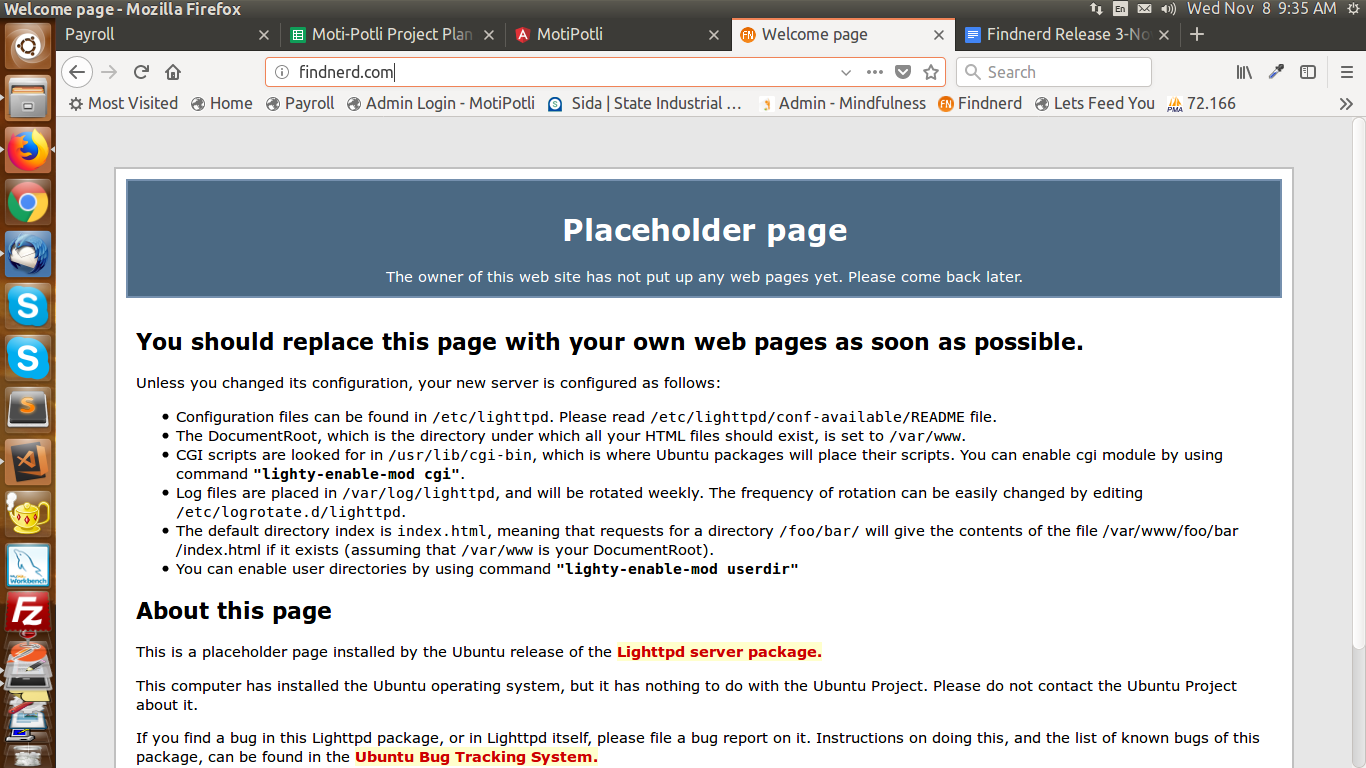 Welcome page - Mozilla Firefox
En
Wed Nov 8 9:35 AM
Payroll
Moti-Potli Project Plan
MotiPotli
FN Welcome page
Findnerd Release 3-No
findnerd.com
Search
Most Visited
Home
Payroll
Admin Login - MotiPotli
Sida | State Industrial ...
Admin - Mindfulness
FN Findnerd
Lets Feed You
PMA 72.166
Placeholder page
The owner of this web site has not put up any web pages yet. Please come back later.
You should replace this page with your own web pages as soon as possible.
Unless you changed its configuration, your new server is configured as follows:
Configuration files can be found in /etc/lighttpd. Please read /etc/lighttpd/conf-available/README file.
The DocumentRoot, which is the directory under which all your HTML files should exist, is set to /var/www.
CGI scripts are looked for in /usr/lib/cgi-bin, which is where Ubuntu packages will place their scripts. You can enable cgi module by using
command "lighty-enable-mod cgi".
Log files are placed in /var/log/lighttpd, and will be rotated weekly. The frequency of rotation can be easily changed by editing
/etc/logrotate.d/lighttpd.
The default directory index is index.html, meaning that requests for a directory /foo/bar/ will give the contents of the file /var/www/foo/bar
/index.html if it exists (assuming that /var/www is your DocumentRoot).
You can enable user directories by using command "lighty-enable-mod userdir"
About this page
This is a placeholder page installed by the Ubuntu release of the Lighttpd server package.
This computer has installed the Ubuntu operating system, but it has nothing to do with the Ubuntu Project. Please do not contact the Ubuntu Project
about it.
If you find a bug in this Lighttpd package, or in Lighttpd itself, please file a bug report on it. Instructions on doing this, and the list of known bugs of this
package, can be found in the Ubuntu Bug Tracking System.
S
S
S
Workbench
Fz